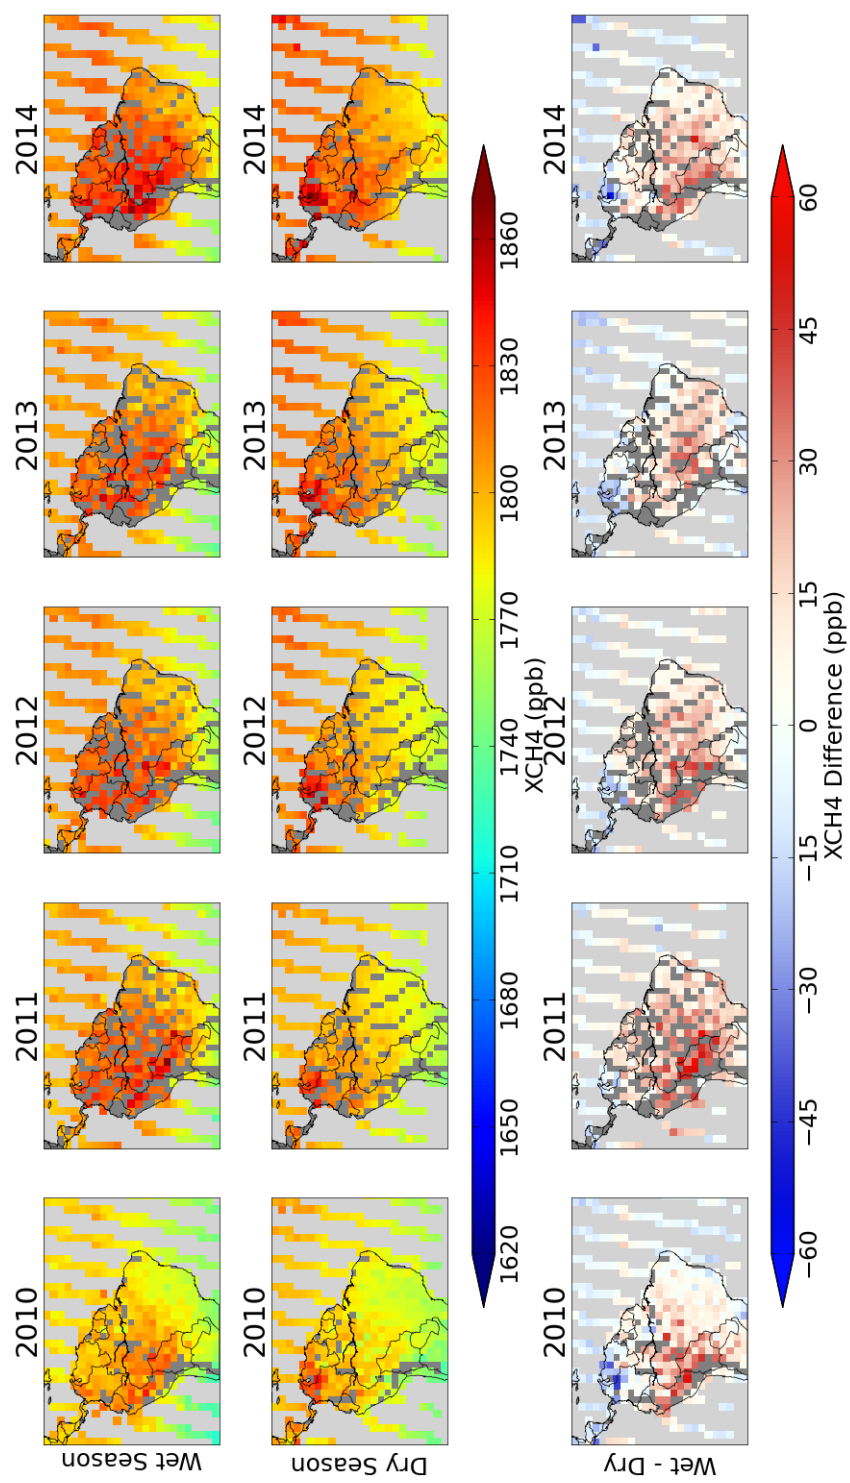 2010 2011 2012 2013 2014
Wet Season
2010 2011 2012 2013 2014
Dry Season
1620 1650 1680 1710 1740 1770 1800 1830 1860
XCH4 (ppb)
2010 2011 2012 2013 2014
Wet - Dry
−60 −45 −30 −15 0 15 30 45 60
XCH4 Difference (ppb)